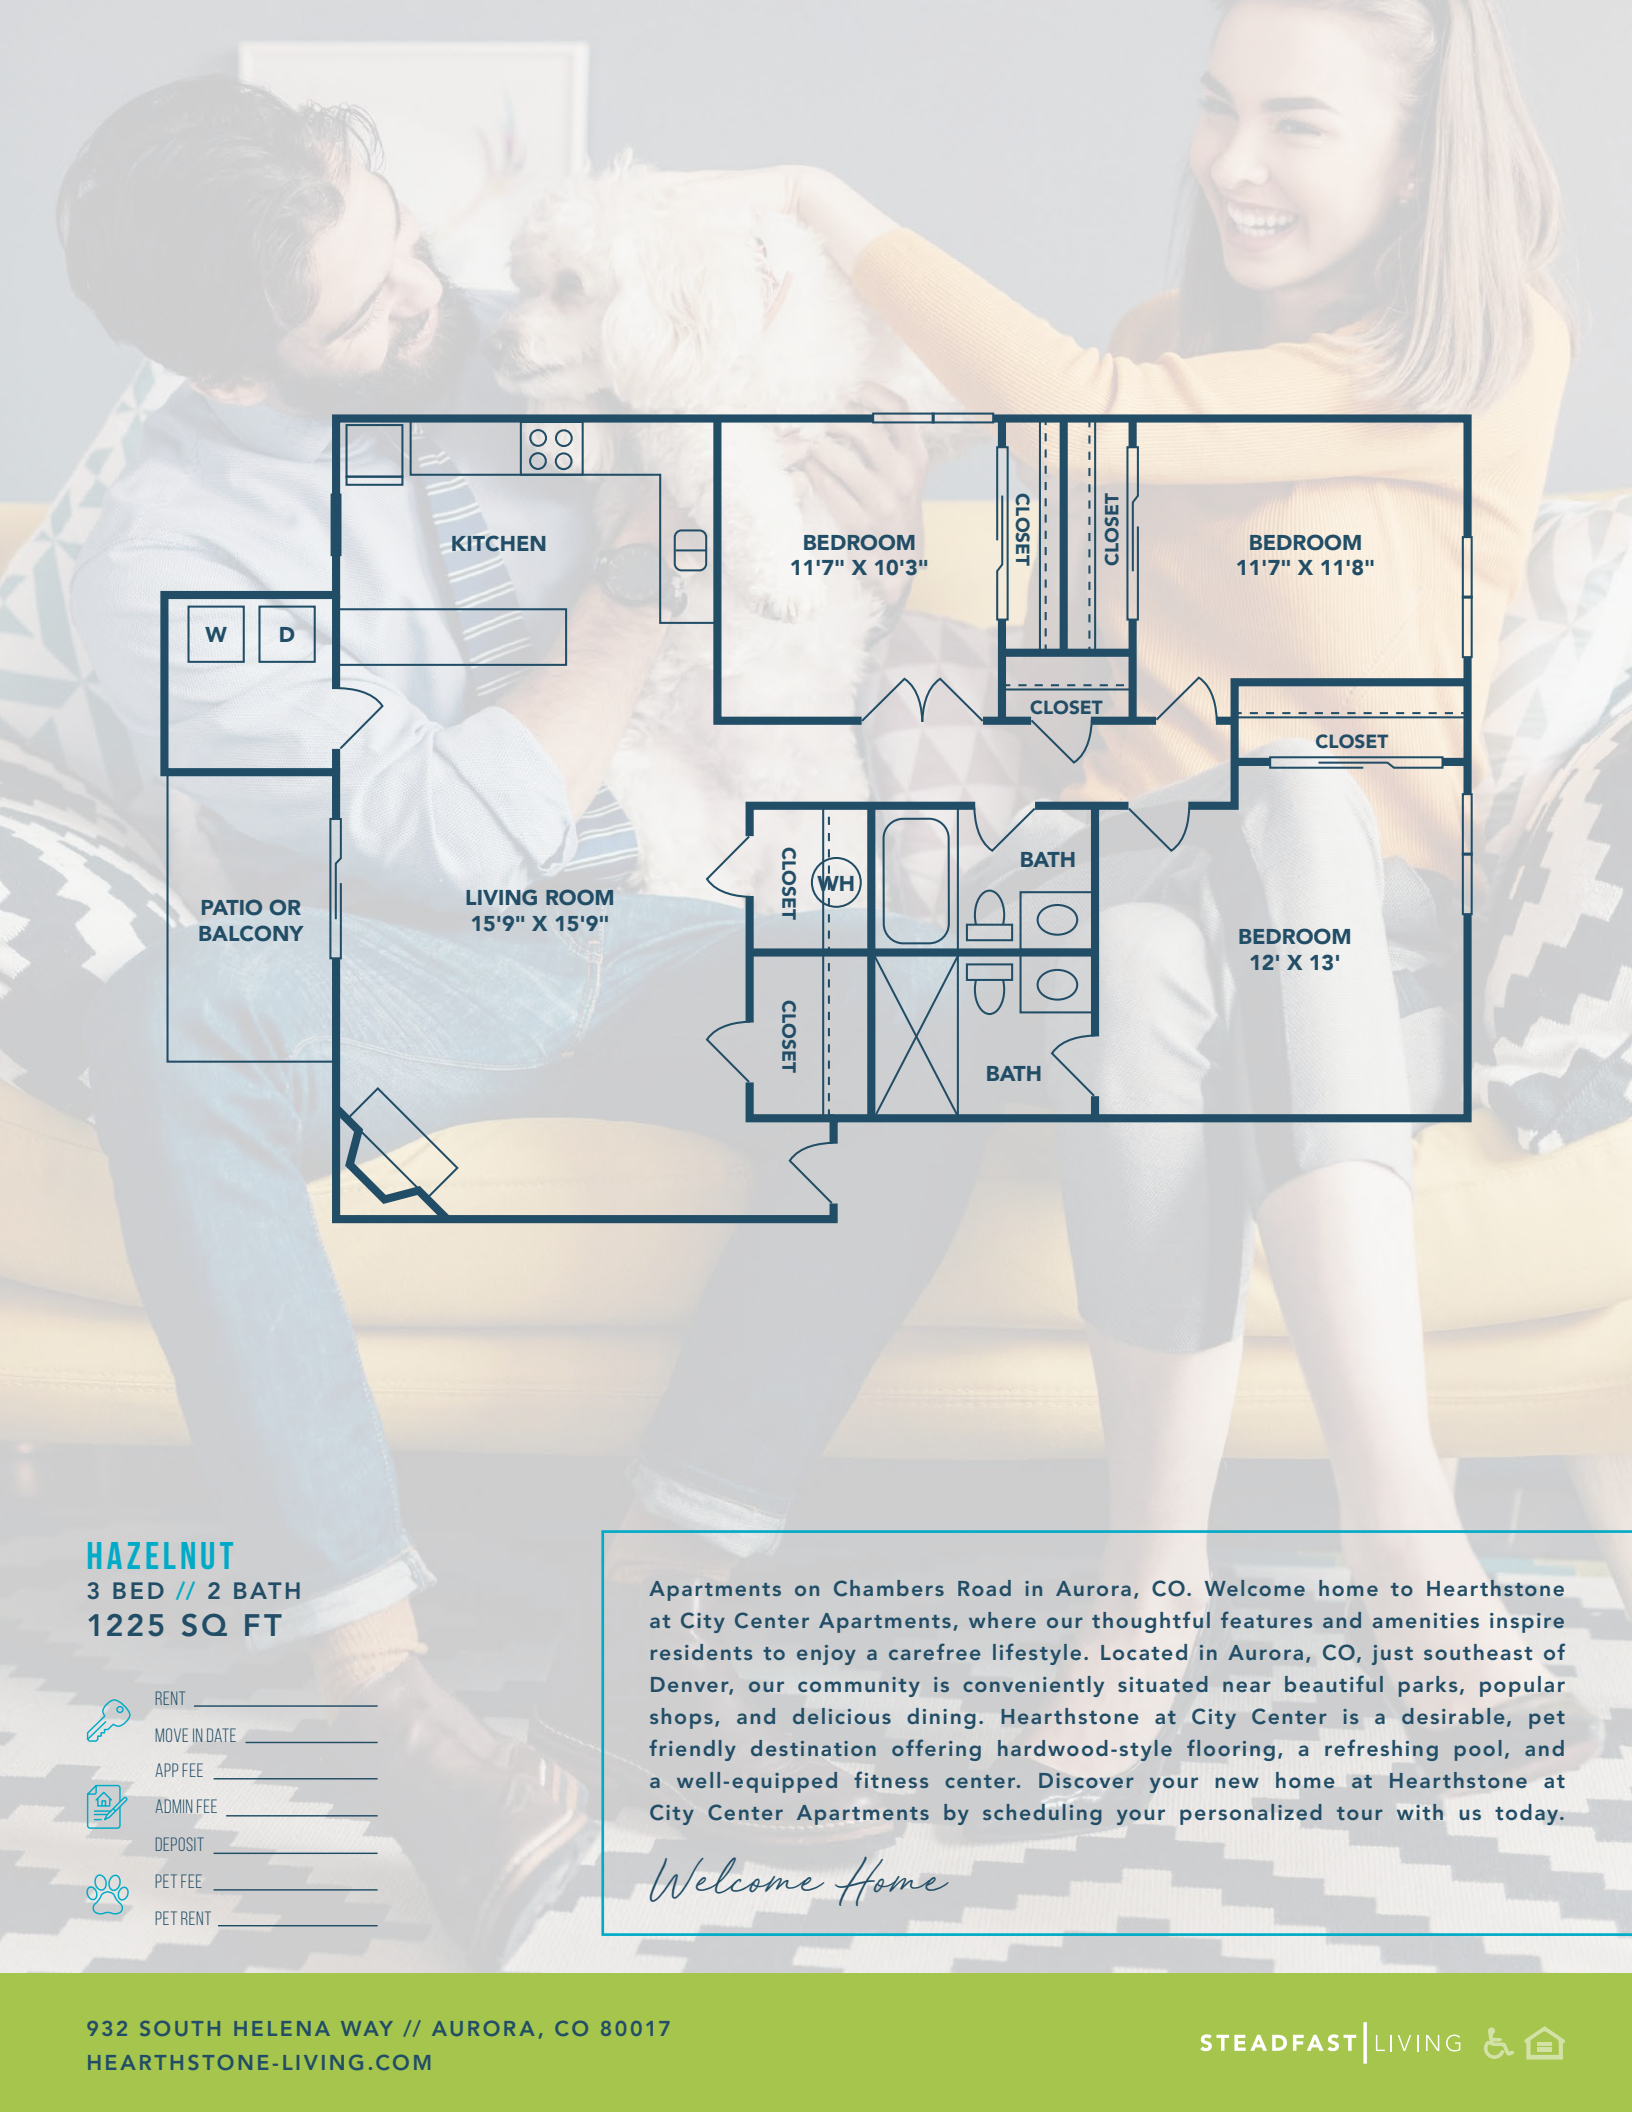 KITCHEN
BEDROOM
11'7" X 10'3"
CLOSET
CLOSET
BEDROOM
11'7" X 11'8"
W
D
CLOSET
CLOSET
PATIO OR
BALCONY
LIVING ROOM
15'9" X 15'9"
CLOSET
WH
BATH
BEDROOM
12' X 13'
CLOSET
BATH
HAZELNUT
3 BED // 2 BATH
1225 SQ FT
RENT
MOVE IN DATE
APP FEE
ADMIN FEE
DEPOSIT
PET FEE
PET RENT
Apartments on Chambers Road in Aurora, CO. Welcome home to Hearthstone
at City Center Apartments, where our thoughtful features and amenities inspire
residents to enjoy a carefree lifestyle. Located in Aurora, CO, just southeast of
Denver, our community is conveniently situated near beautiful parks, popular
shops, and delicious dining. Hearthstone at City Center is a desirable, pet
friendly destination offering hardwood-style flooring, a refreshing pool, and
a well-equipped fitness center. Discover your new home at Hearthstone at
City Center Apartments by scheduling your personalized tour with us today.
Welcome Home
932 SOUTH HELENA WAY // AURORA, CO 80017
HEARTHSTONE-LIVING.COM
STEADFAST LIVING